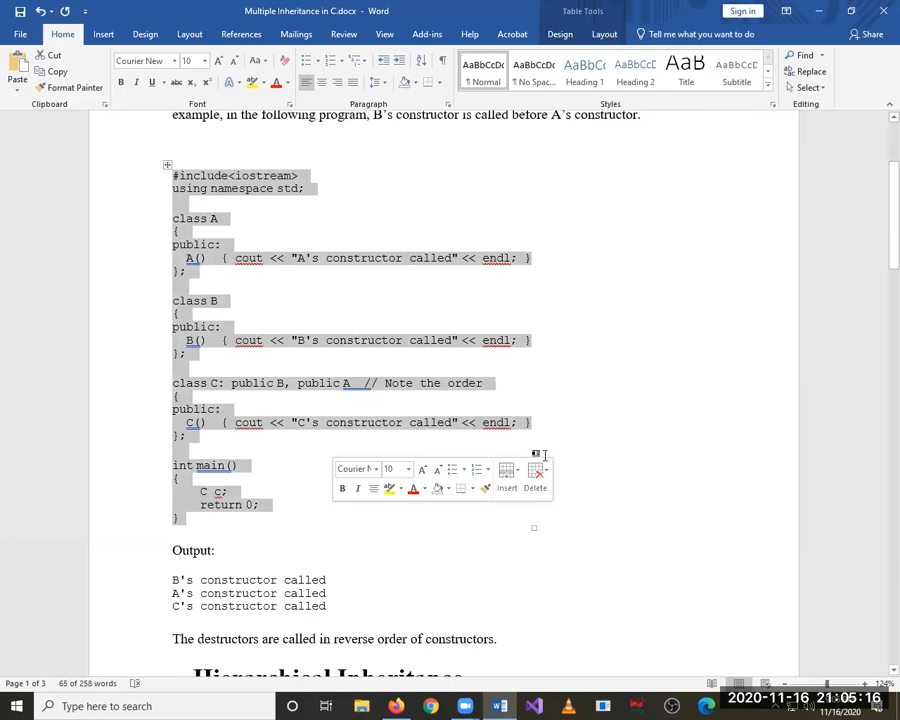 Multiple Inheritance in C.docx - Word
Table Tools
Sign in
File Home Insert Design Layout References Mailings Review View Add-ins Help Acrobat Design Layout Tell me what you want to do Share
Paste
Cut
Copy
Format Painter
Clipboard
Courier New 10
Font
Paragraph
AaBbCcDc AaBbCcDc AaBbCc AaBbCcD AaB AaBbCcD
¶ Normal ¶ No Spac... Heading 1 Heading 2 Title Subtitle
Styles
Find
Replace
Select
Editing
example, in the following program, B's constructor is called before A's constructor.
#include<iostream>
using namespace std;
class A
{
public:
A() { cout << "A's constructor called" << endl; }
};
class B
{
public:
B() { cout << "B's constructor called" << endl; }
};
class C: public B, public A // Note the order
{
public:
C() { cout << "C's constructor called" << endl; }
};
int main()
{
C c;
return 0;
}
Courier N 10
Insert Delete
Output:
B's constructor called
A's constructor called
C's constructor called
The destructors are called in reverse order of constructors.
Hierarchical Inheritance
Page 1 of 3 65 of 258 words 124%
Type here to search
2020-11-16 21:05:16
11/16/2020